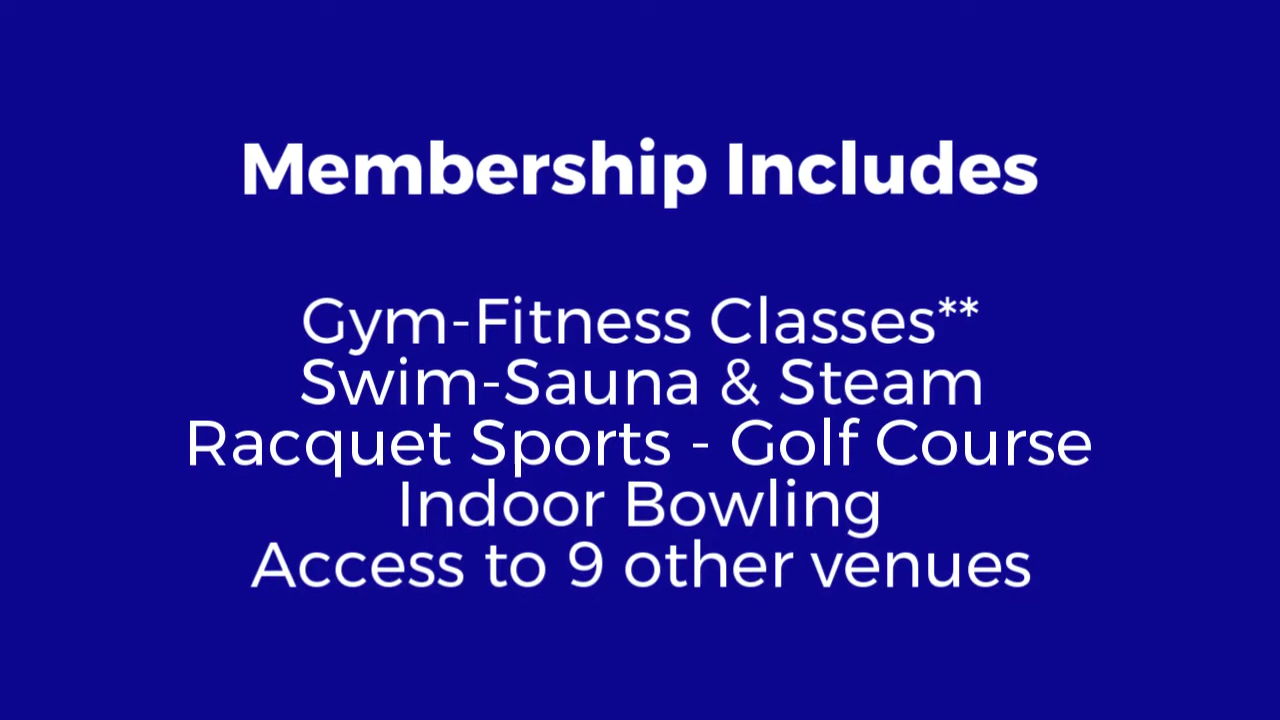 Membership Includes
Gym-Fitness Classes**
Swim-Sauna & Steam
Racquet Sports - Golf Course
Indoor Bowling
Access to 9 other venues